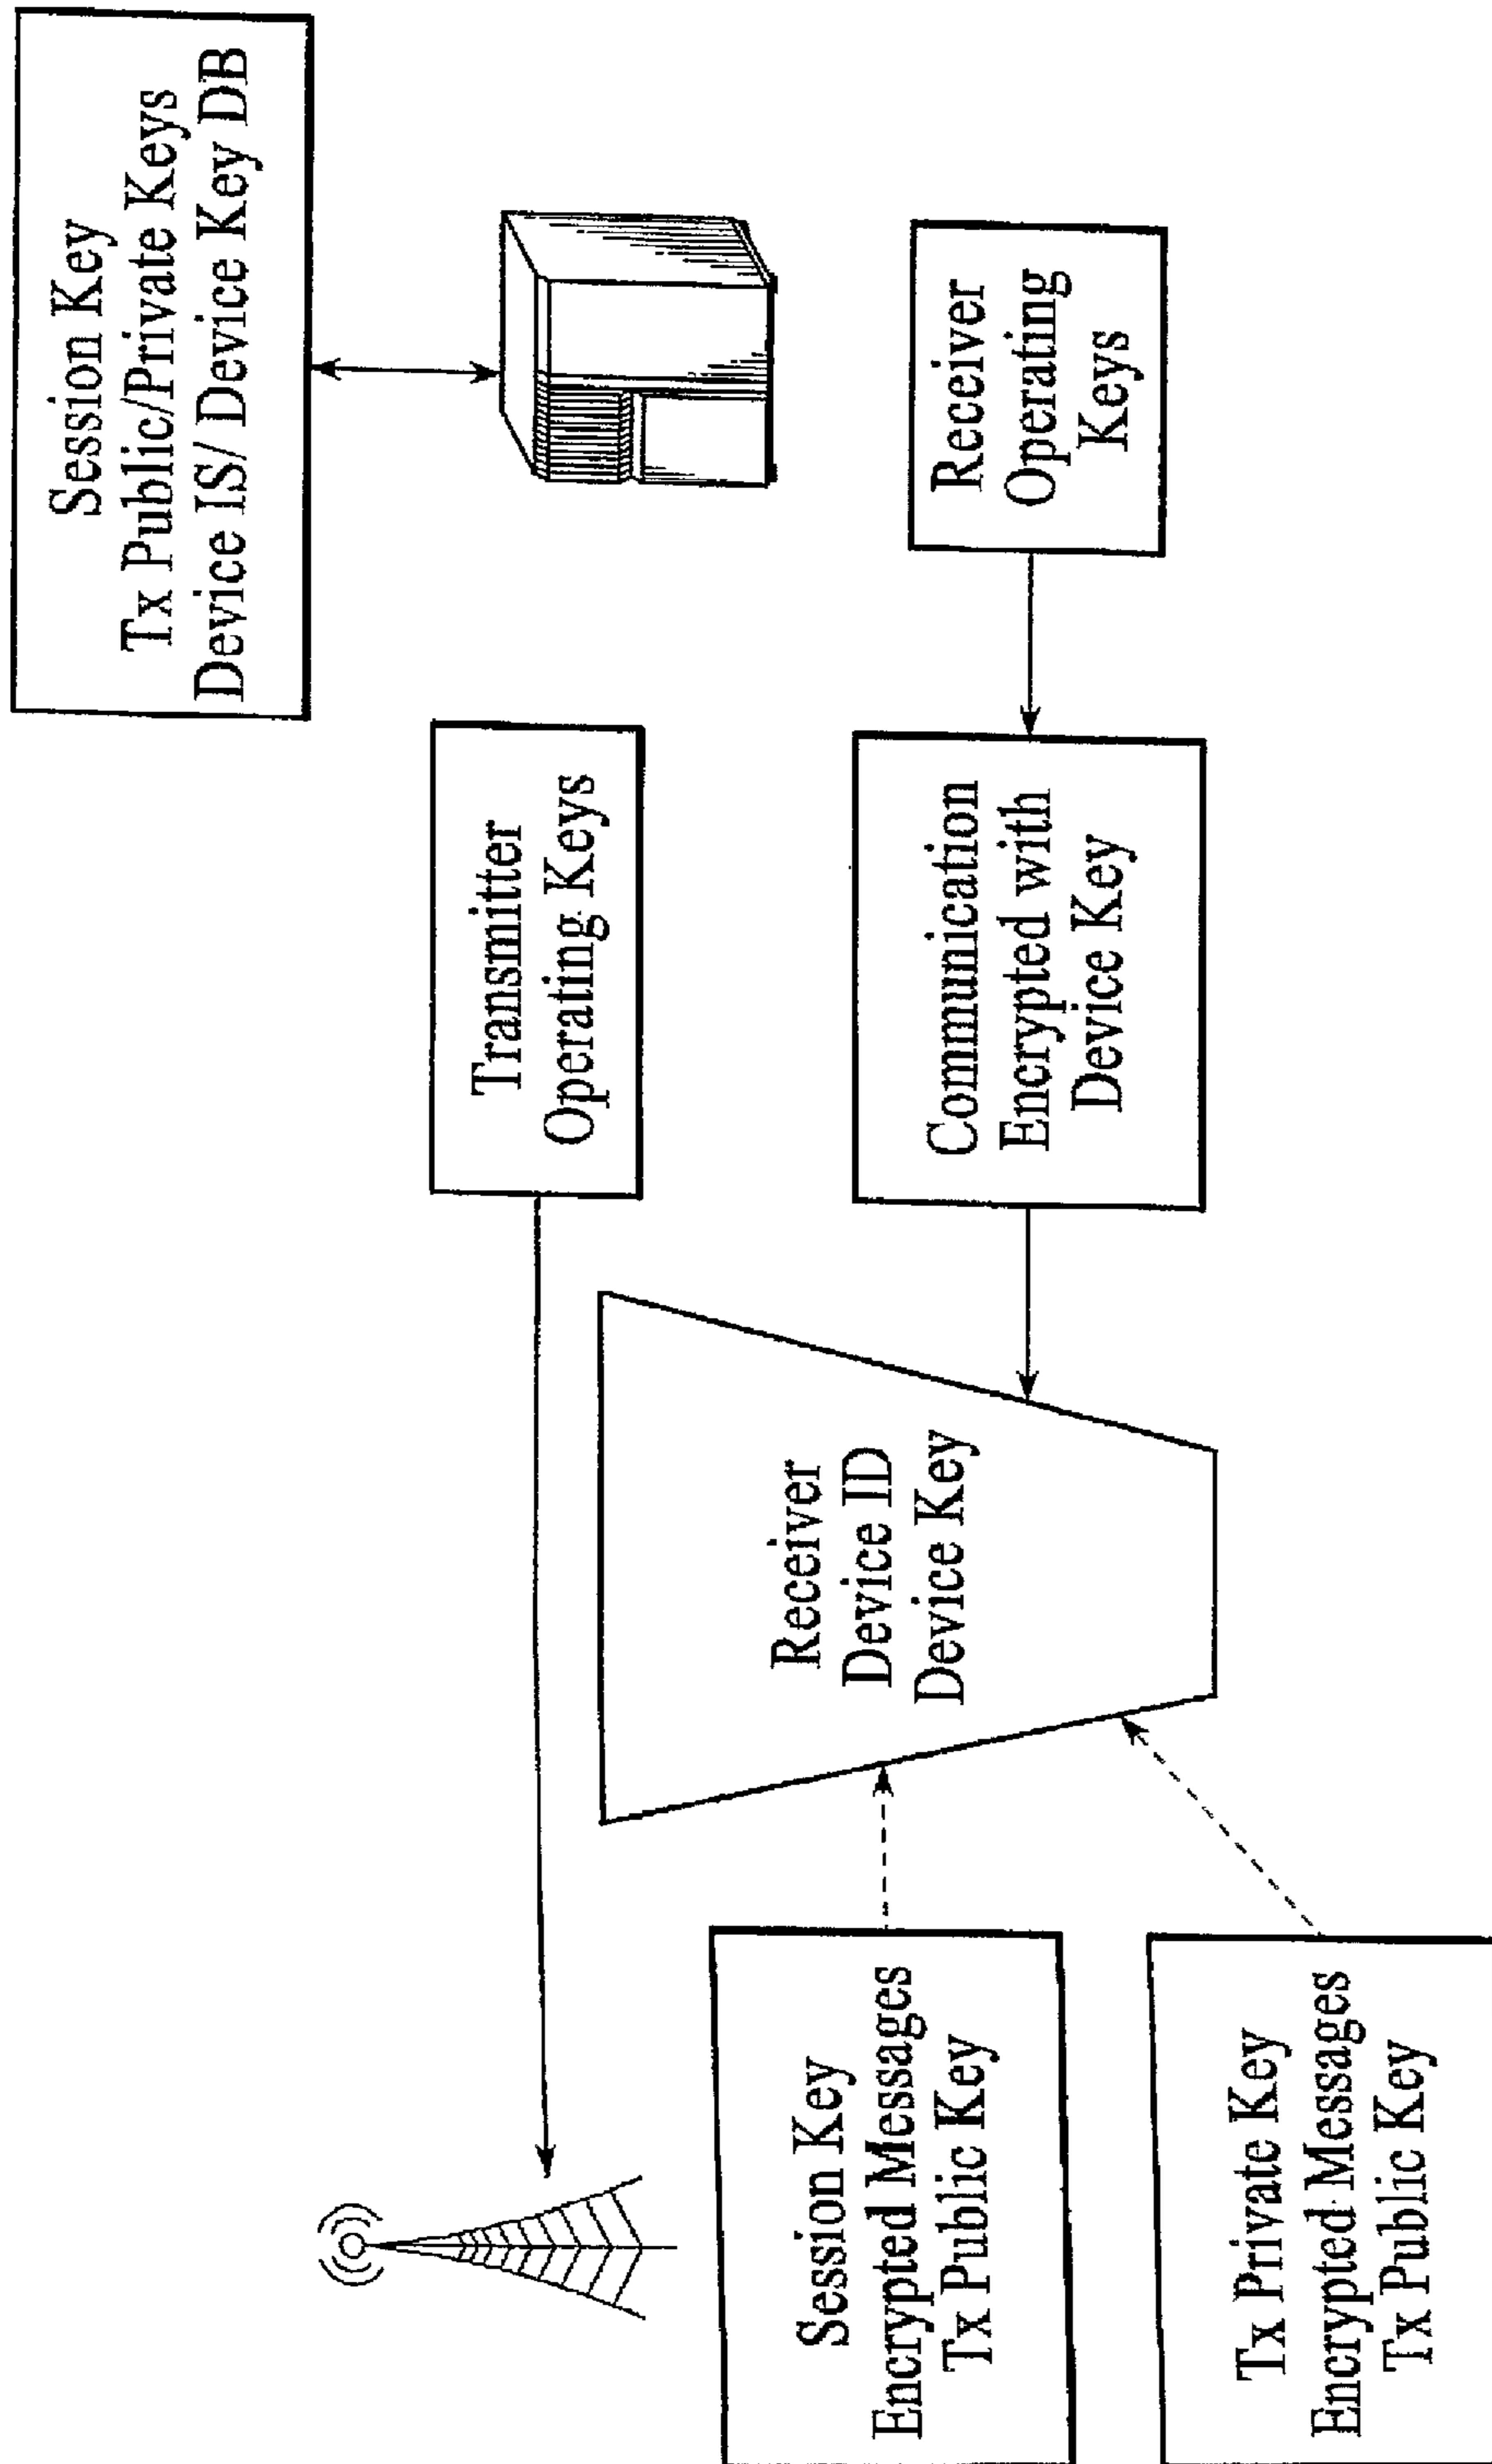 Session Key
Tx Public/Private Keys
Device IS/ Device Key DB
Transmitter
Operating Keys
Receiver
Operating
Keys
Communication
Encrypted with
Device Key
Receiver
Device ID
Device Key
Session Key
Encrypted Messages
Tx Public Key
Tx Private Key
Encrypted Messages
Tx Public Key